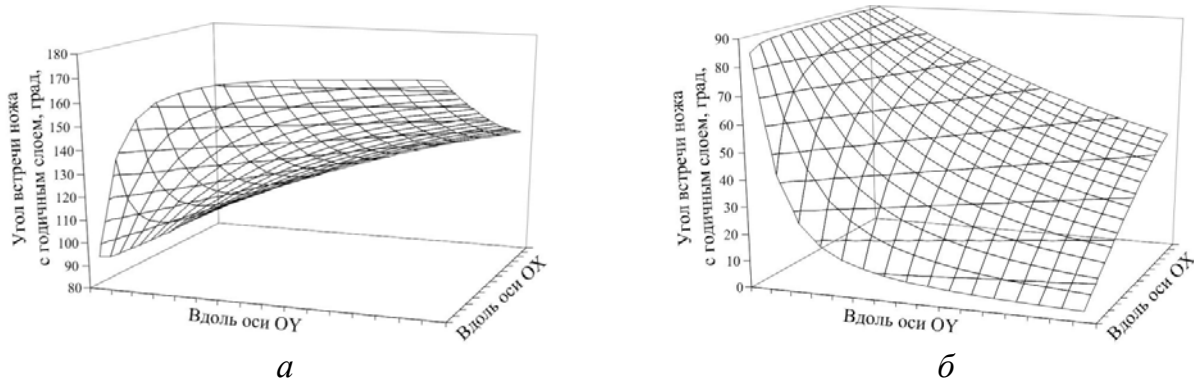 Угол встречи ножа
с годичным слоем, град,
180
170
160
150
140
130
120
110
100
90
80
Вдоль оси OY
Вдоль оси OX
а
Угол встречи ножа
с годичным слоем, град,
90
80
70
60
50
40
30
20
10
0
Вдоль оси OY
Вдоль оси OX
б